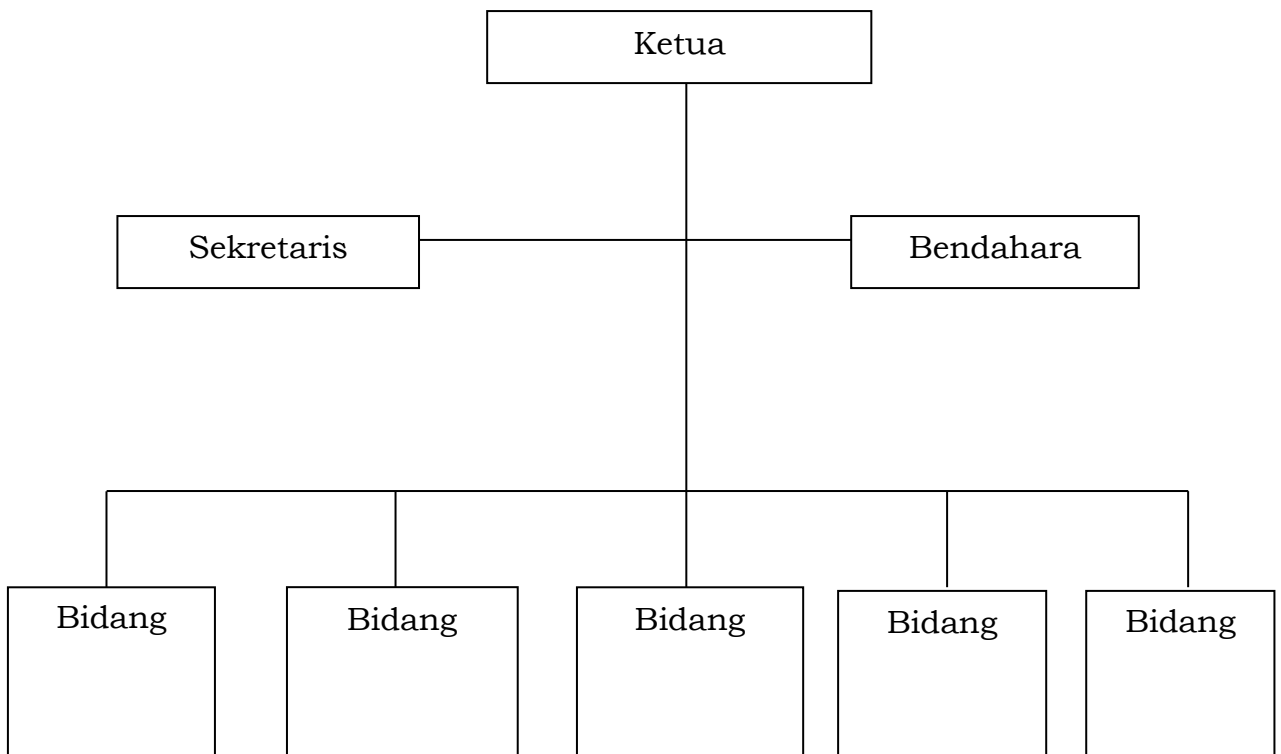 Ketua
Sekretaris
Bendahara
Bidang
Bidang
Bidang
Bidang
Bidang